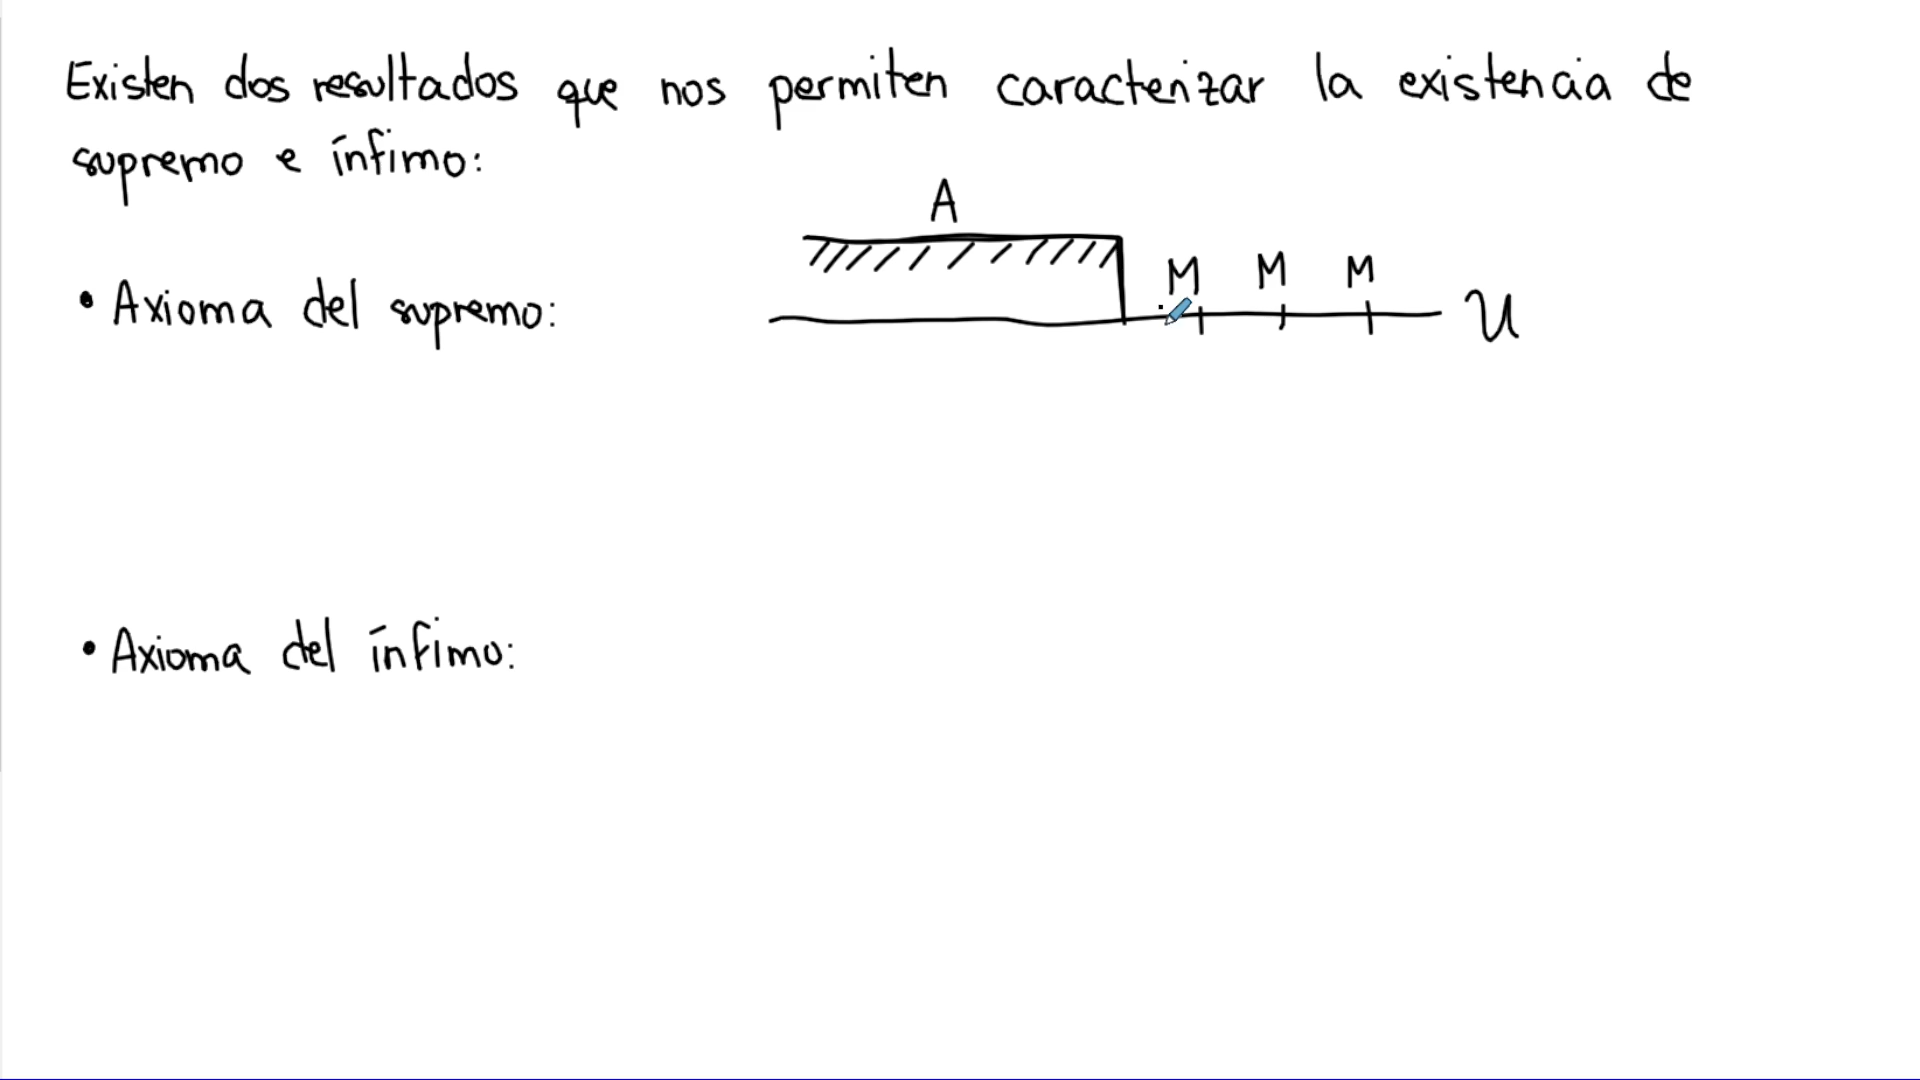 Existen dos resultados que nos permiten caracterizar la existencia de
supremo e ínfimo:
A
M M M
• Axioma del supremo:
U
• Axioma del ínfimo: